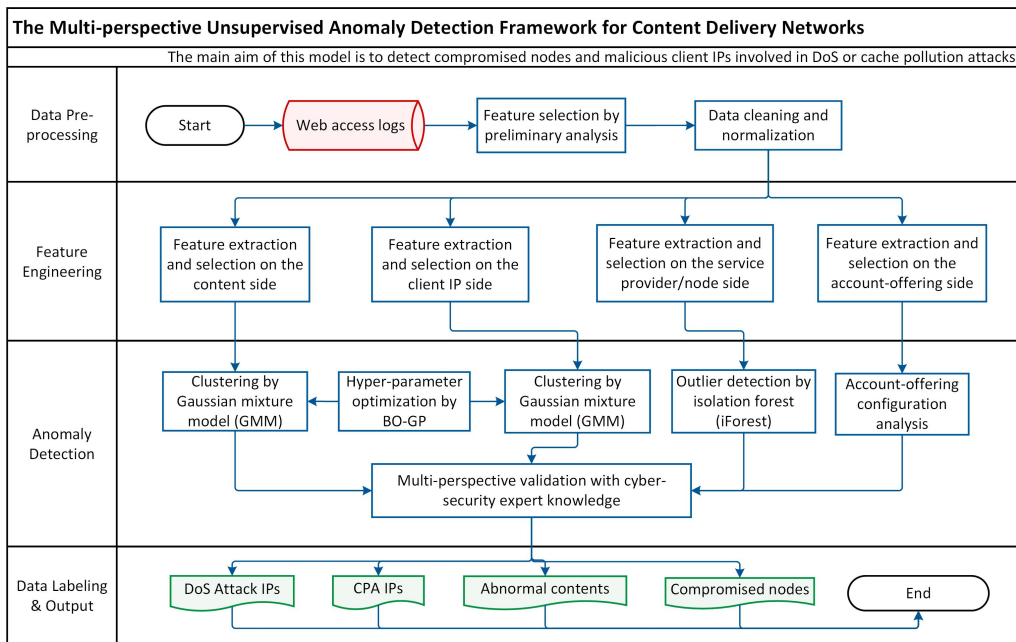 The Multi-perspective Unsupervised Anomaly Detection Framework for Content Delivery Networks
The main aim of this model is to detect compromised nodes and malicious client IPs involved in DoS or cache pollution attacks
Data Pre-
processing
Start
Web access logs
Feature selection by
preliminary analysis
Data cleaning and
normalization
Feature
Engineering
Feature extraction
and selection on the
content side
Feature extraction
and selection on the
client IP side
Feature extraction and
selection on the service
provider/node side
Feature extraction and
selection on the
account-offering side
Anomaly
Detection
Clustering by
Gaussian mixture
model (GMM)
Hyper-parameter
optimization by
BO-GP
Clustering by
Gaussian mixture
model (GMM)
Outlier detection by
isolation forest
(iForest)
Account-offering
configuration
analysis
Multi-perspective validation with cyber-
security expert knowledge
Data Labeling
& Output
DoS Attack IPs
CPA IPs
Abnormal contents
Compromised nodes
End